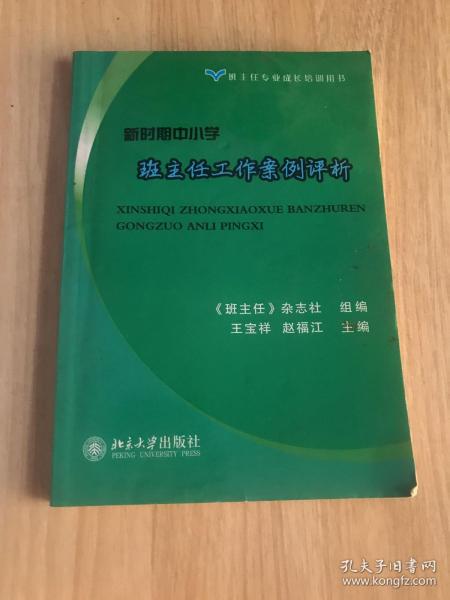 班主任专业成长培训用书
新时期中小学
班主任工作案例评析
XINSHIQI ZHONGXIAOXUE BANZHUREN
GONGZUO ANLI PINGXI
《班主任》杂志社 组编
王宝祥 赵福江 主编
北京大学出版社
PEKING UNIVERSITY PRESS
孔夫子旧书网
www.kongfz.com